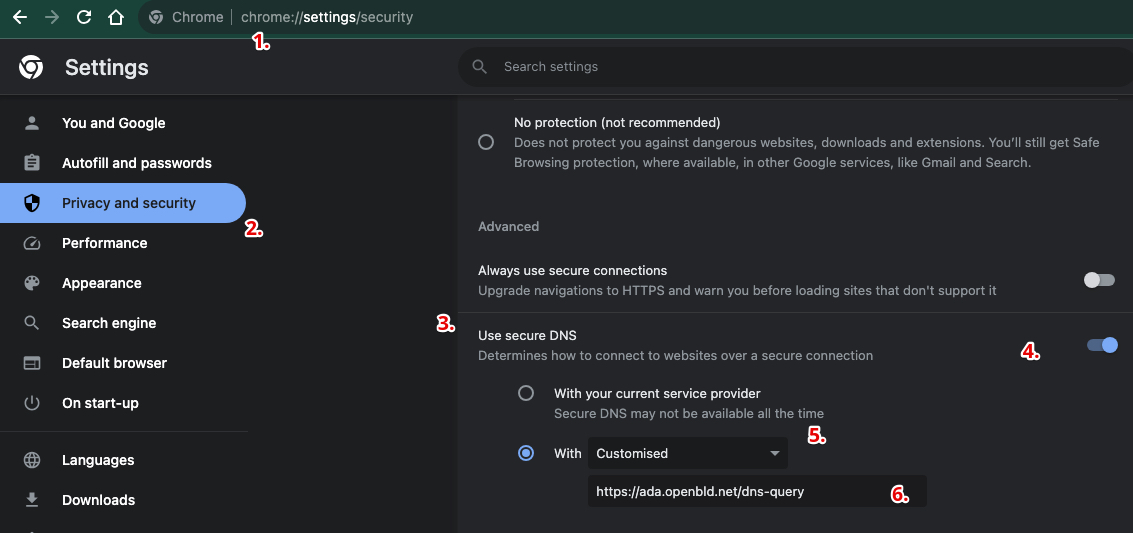 Chrome | chrome://settings/security
1.
Settings
Search settings
You and Google
Autofill and passwords
Privacy and security
2.
Performance
Appearance
Search engine
Default browser
On start-up
Languages
Downloads
No protection (not recommended)
Does not protect you against dangerous websites, downloads and extensions. You'll still get Safe
Browsing protection, where available, in other Google services, like Gmail and Search.
Advanced
Always use secure connections
Upgrade navigations to HTTPS and warn you before loading sites that don't support it
3.
Use secure DNS
Determines how to connect to websites over a secure connection
4.
With your current service provider
Secure DNS may not be available all the time
5.
With Customised
https://ada.openbld.net/dns-query
6.